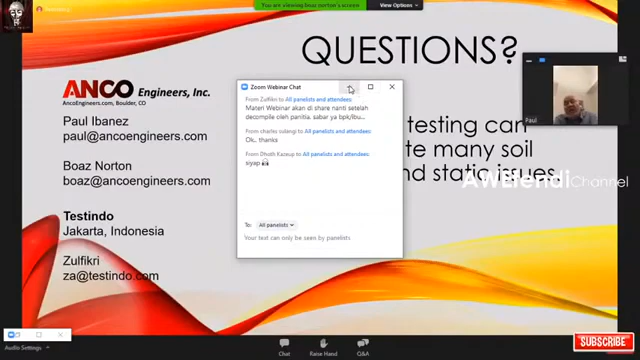 You are viewing boaz norton's screen
View Options
QUESTIONS?
ANCO Engineers, Inc.
AncoEngineers.com, Boulder, CO
Paul Ibanez
paul@ancoengineers.com
Boaz Norton
boaz@ancoengineers.com
Testindo
Jakarta, Indonesia
Zulfikri
za@testindo.com
Zoom Webinar Chat
From Zulfikri to All panelists and attendees:
Materi Webinar akan di share nanti setelah
decompile oleh panitia. sabar ya bpk/ibu...
From charles sulang to All panelists and attendees:
Ok.. thanks
From Dhoth Kazeup to All panelists and attendees:
siyap
To: All panelists
Your text can only be seen by panelists
testing can
te many soil
nd static issues.
Paul
AWEfendi Channel
Audio Settings
Chat
Raise Hand
Q&A
SUBSCRIBE